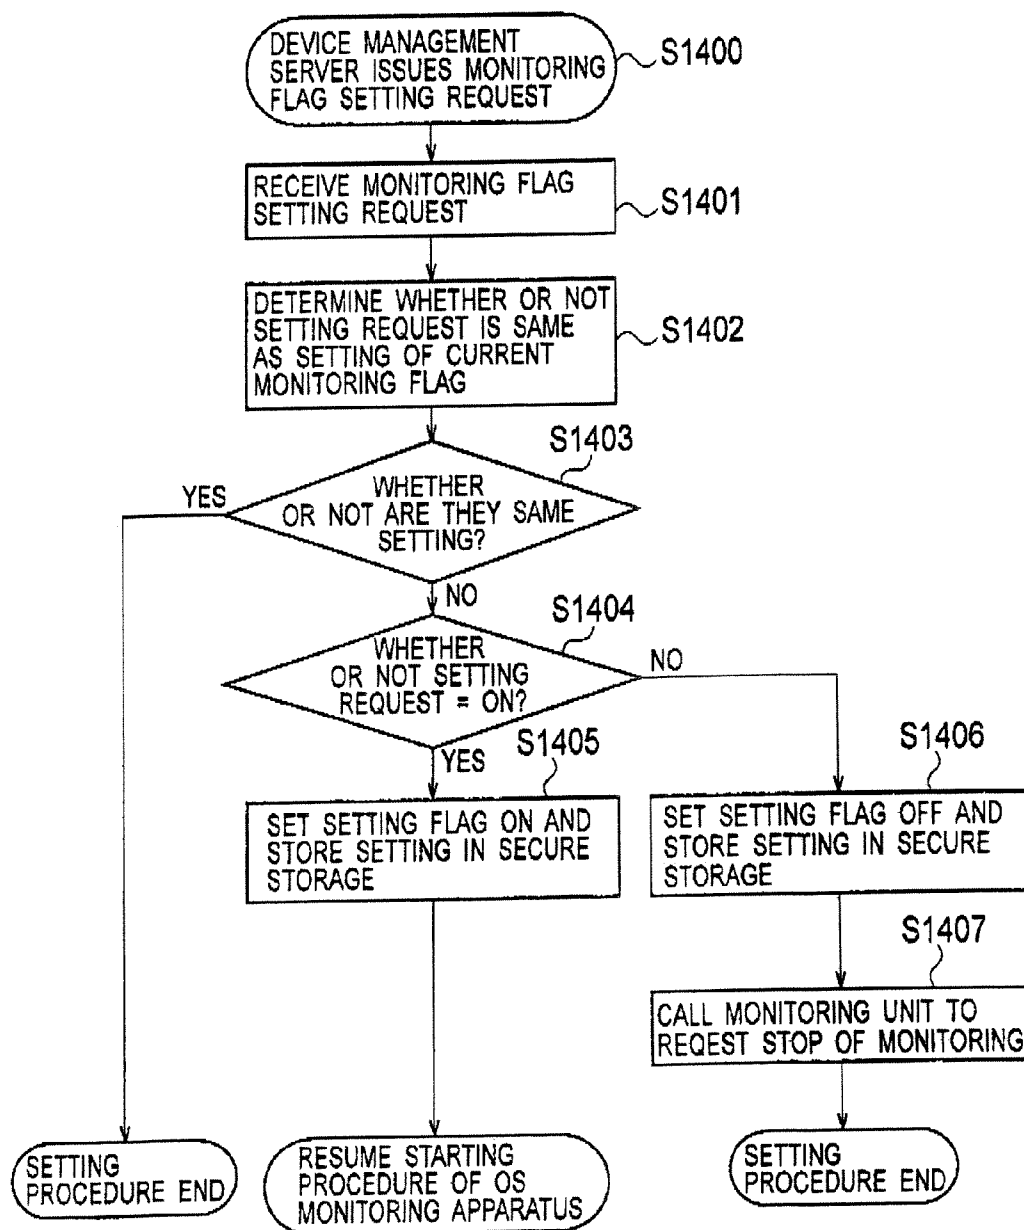 DEVICE MANAGEMENT
SERVER ISSUES MONITORING
FLAG SETTING REQUEST
S1400
RECEIVE MONITORING FLAG
SETTING REQUEST
S1401
DETERMINE WHETHER OR NOT
SETTING REQUEST IS SAME
AS SETTING OF CURRENT
MONITORING FLAG
S1402
S1403
YES
WHETHER
OR NOT ARE THEY SAME
SETTING?
NO
S1404
WHETHER
OR NOT SETTING
REQUEST = ON?
NO
YES
S1405
SET SETTING FLAG ON AND
STORE SETTING IN SECURE
STORAGE
S1406
SET SETTING FLAG OFF AND
STORE SETTING IN SECURE
STORAGE
S1407
CALL MONITORING UNIT TO
REQEST STOP OF MONITORING
SETTING
PROCEDURE END
RESUME STARTING
PROCEDURE OF OS
MONITORING APPARATUS
SETTING
PROCEDURE END